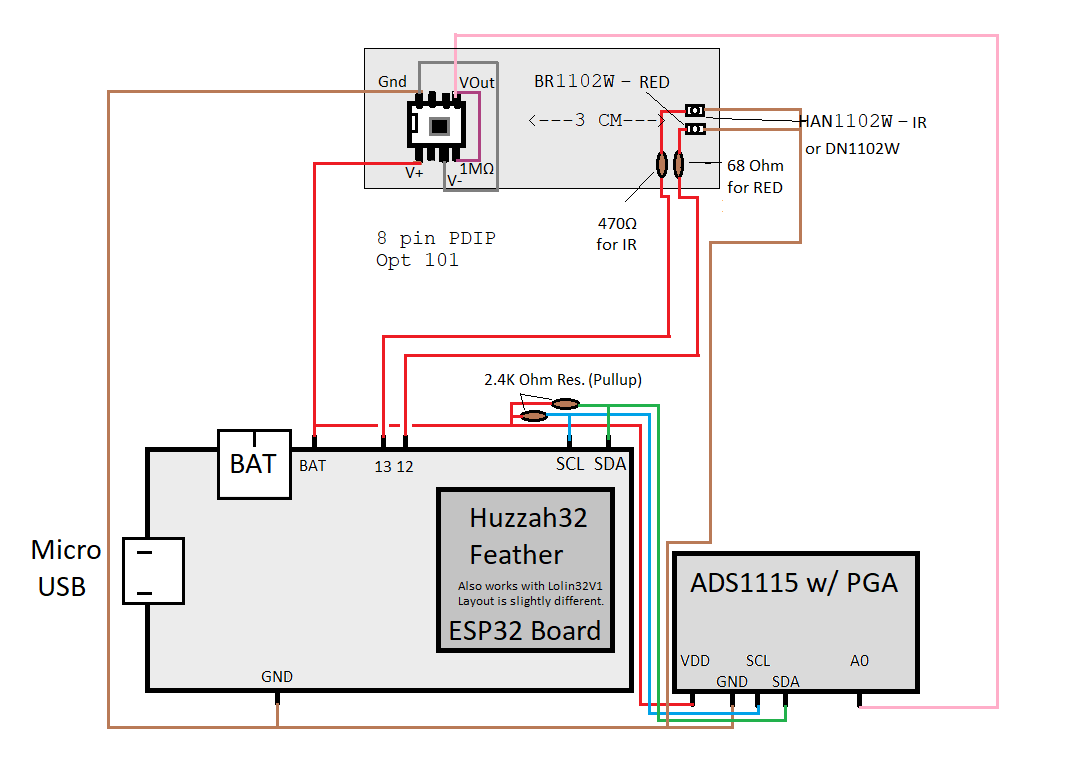 Gnd
VOut
BR1102W – RED
<---3 CM--->
HAN1102W – IR
or DN1102W
V+
V-
1MΩ
68 Ohm
for RED
470Ω
for IR
8 pin PDIP
Opt 101
2.4K Ohm Res. (Pullup)
BAT
BAT
13 12
SCL
SDA
Huzzah32
Feather
Also works with Lolin32V1
Layout is slightly different.
ESP32 Board
Micro
USB
GND
ADS1115 w/ PGA
VDD
SCL
A0
GND
SDA